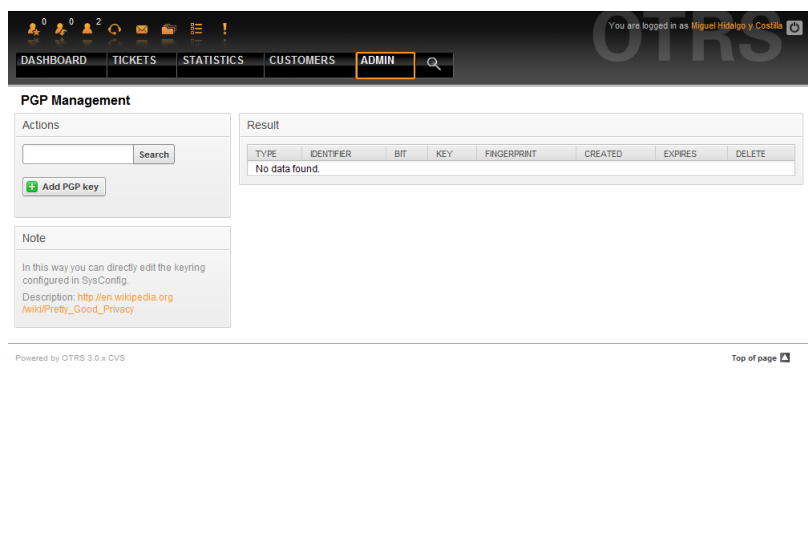 0 0 2
OTRS
You are logged in as Miguel Hidalgo y Costilla
DASHBOARD TICKETS STATISTICS CUSTOMERS ADMIN
PGP Management
Actions
Search
Add PGP key
Result
TYPE IDENTIFIER BIT KEY FINGERPRINT CREATED EXPIRES DELETE
No data found.
Note
In this way you can directly edit the keyring
configured in SysConfig.
Description: http://en.wikipedia.org
/wiki/Pretty_Good_Privacy
Powered by OTRS 3.0.x CVS
Top of page